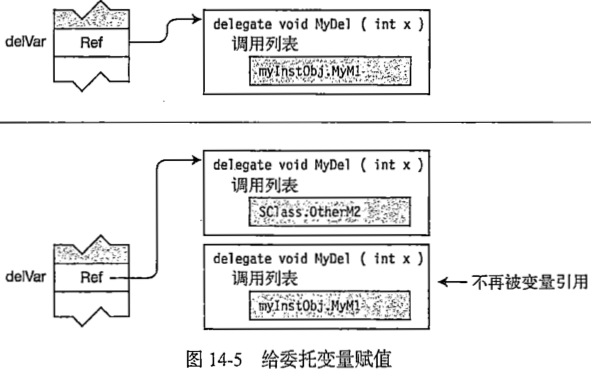 delegate void MyDel ( int x )
delVar
Ref
调用列表
myInstObj.MyM1
delegate void MyDel ( int x )
调用列表
SClass.OtherM2
delegate void MyDel ( int x )
delVar
Ref
调用列表
不再被变量引用
myInstObj.MyM1
图 14-5 给委托变量赋值